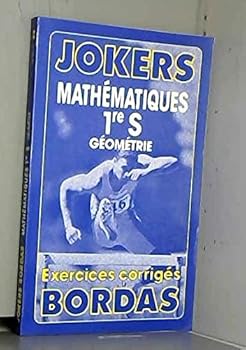 JOKERS
MATHÉMATIQUES
1re S
GÉOMÉTRIE
Exercices corrigés
BORDAS
JOKERS BORDAS MATHÉMATIQUES 1re S